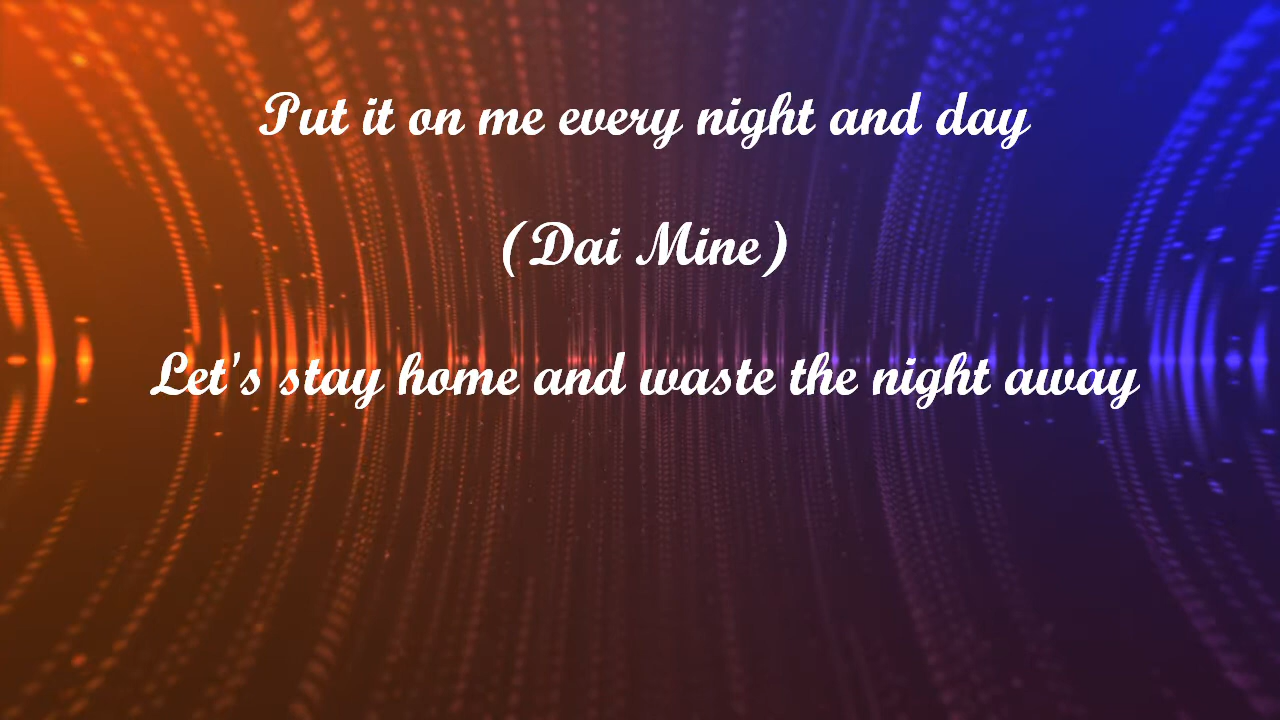 Put it on me every night and day
(Dai Mine)
Let's stay home and waste the night away